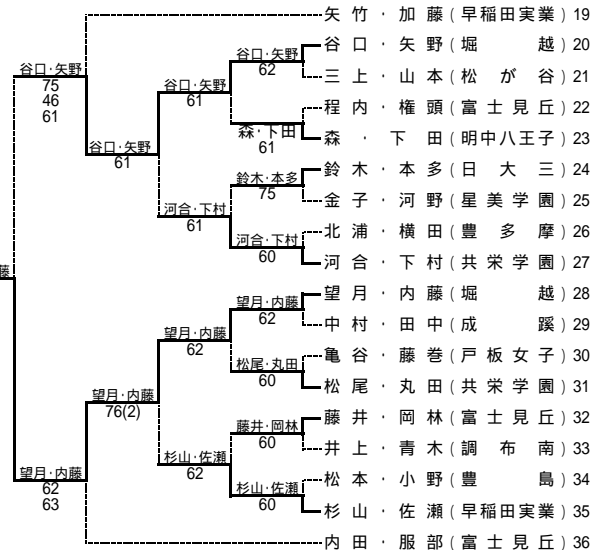 矢竹・加藤(早稲田実業) 19
谷口・矢野(堀越) 20
三上・山本(松が谷) 21
程内・権頭(富士見丘) 22
森・下田(明中八王子) 23
鈴木・本多(日大三) 24
金子・河野(星美学園) 25
北浦・横田(豊多摩) 26
河合・下村(共栄学園) 27
望月・内藤(堀越) 28
中村・田中(成蹊) 29
亀谷・藤巻(戸板女子) 30
松尾・丸田(共栄学園) 31
藤井・岡林(富士見丘) 32
井上・青木(調布南) 33
松本・小野(豊島) 34
杉山・佐瀬(早稲田実業) 35
内田・服部(富士見丘) 36
谷口・矢野
62
森・下田
61
鈴木・本多
75
河合・下村
60
望月・内藤
62
松尾・丸田
60
藤井・岡林
60
杉山・佐瀬
60
谷口・矢野
61
河合・下村
61
望月・内藤
62
杉山・佐瀬
62
谷口・矢野
61
望月・内藤
76(2)
谷口・矢野
75
46
61
望月・内藤
62
63
藤